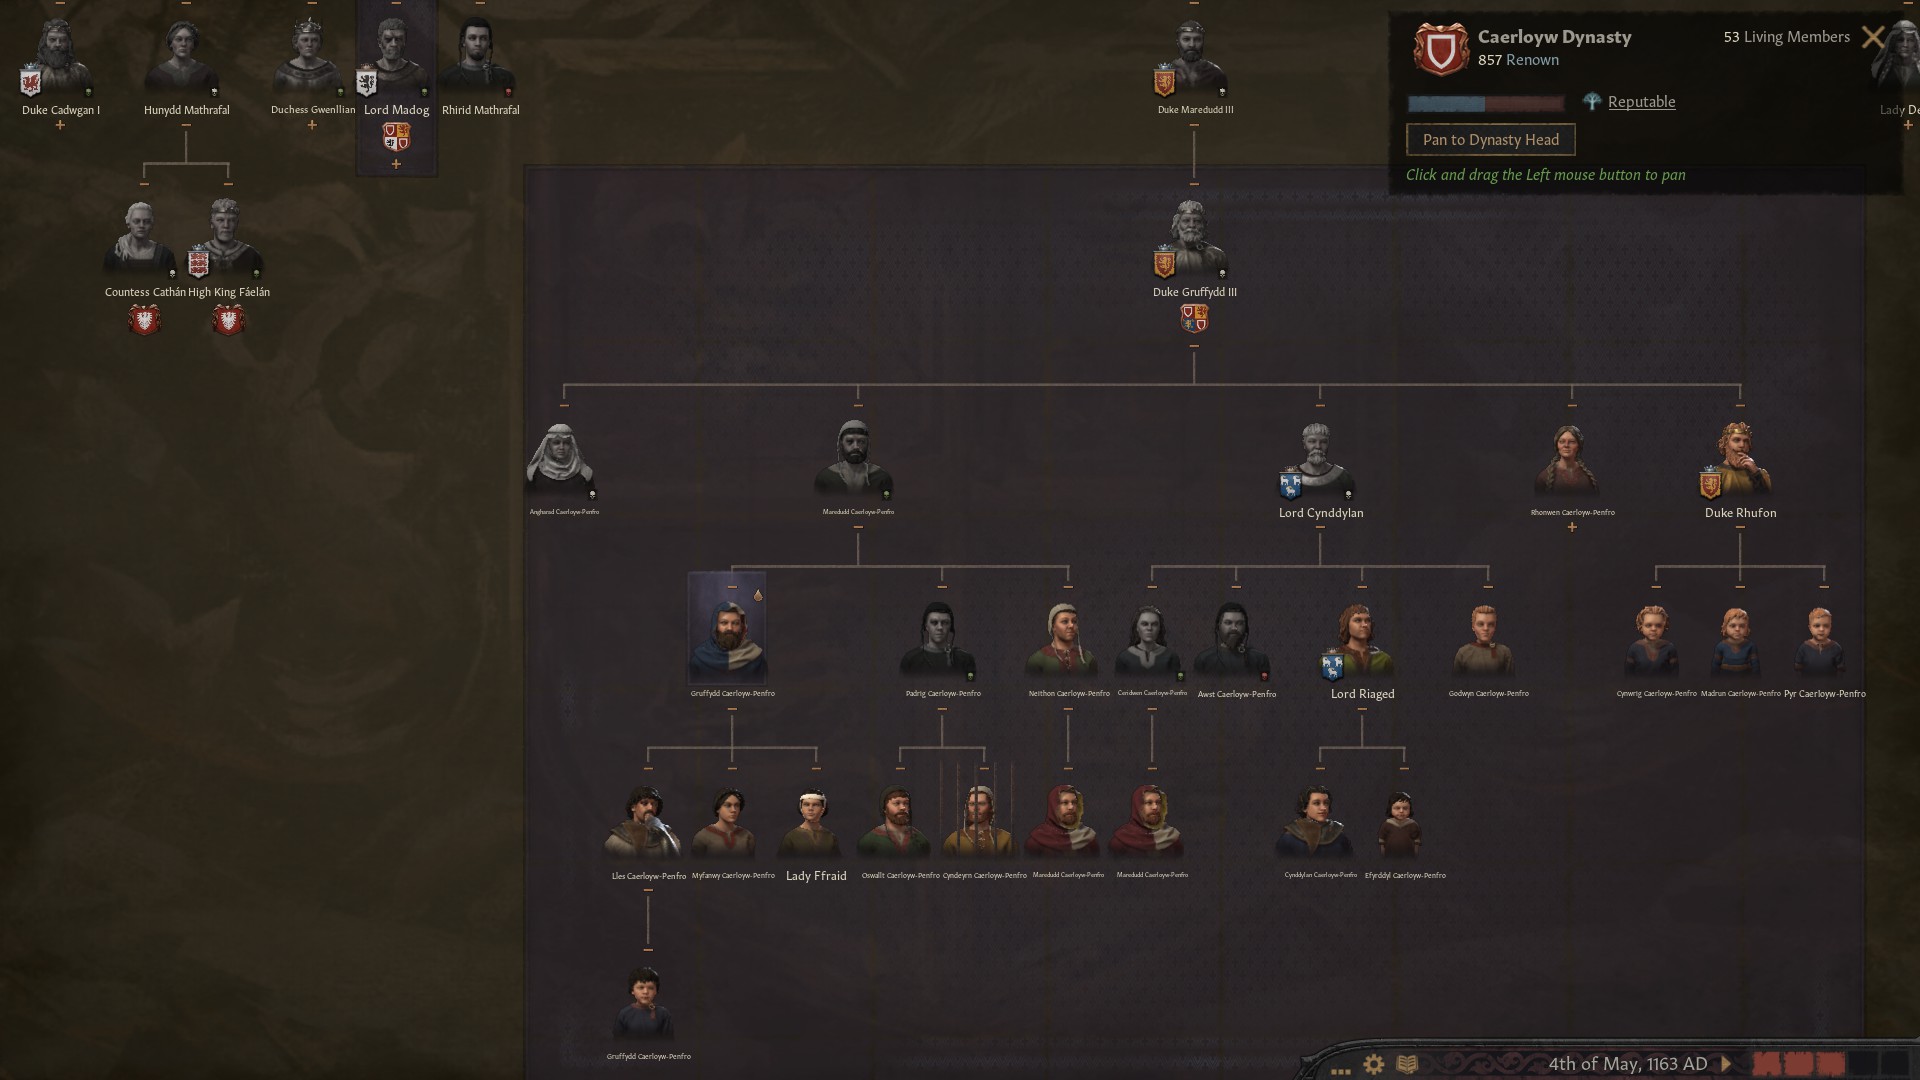 Caerloyw Dynasty
53 Living Members
857 Renown
Reputable
Pan to Dynasty Head
Click and drag the Left mouse button to pan
Duke Cadwgan I
Hunydd Mathrafal
Duchess Gwenllian
Lord Madog
Rhirid Mathrafal
Duke Maredudd III
Lady De
Countess Cathán
High King Fáelán
Duke Gruffydd III
Angharad Caerloyw-Penfro
Maredudd Caerloyw-Penfro
Lord Cynddylan
Rhonwen Caerloyw-Penfro
Duke Rhufon
Gruffydd Caerloyw-Penfro
Padrig Caerloyw-Penfro
Neithon Caerloyw-Penfro
Ceridwen Caerloyw-Penfro
Awst Caerloyw-Penfro
Lord Riaged
Godwyn Caerloyw-Penfro
Cynwrig Caerloyw-Penfro
Madrun Caerloyw-Penfro
Pyr Caerloyw-Penfro
Lles Caerloyw-Penfro
Myfanwy Caerloyw-Penfro
Lady Ffraid
Oswallt Caerloyw-Penfro
Cyndeyrn Caerloyw-Penfro
Maredudd Caerloyw-Penfro
Maredudd Caerloyw-Penfro
Cynddylan Caerloyw-Penfro
Efyrddyl Caerloyw-Penfro
Gruffydd Caerloyw-Penfro
4th of May, 1163 AD